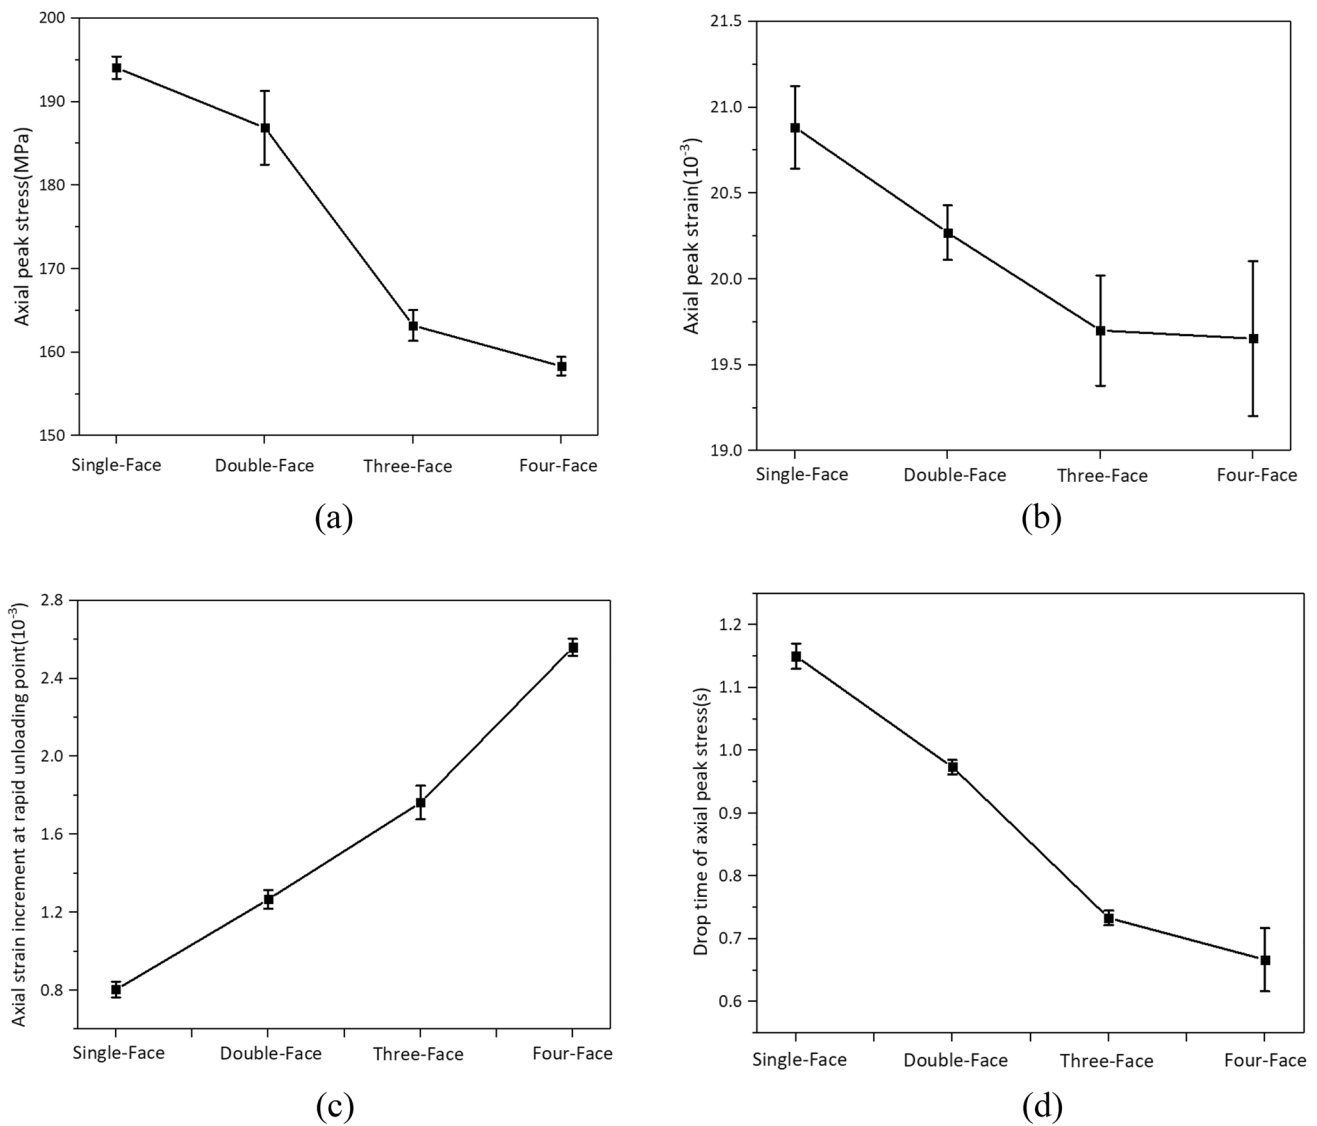 200
190
180
170
160
150
Axial peak stress(MPa)
Single-Face Double-Face Three-Face Four-Face
(a)
21.5
21.0
20.5
20.0
19.5
19.0
Axial peak strain(10⁻³)
Single-Face Double-Face Three-Face Four-Face
(b)
2.8
2.4
2.0
1.6
1.2
0.8
Axial strain increment at rapid unloading point(10⁻³)
Single-Face Double-Face Three-Face Four-Face
(c)
1.2
1.1
1.0
0.9
0.8
0.7
0.6
Drop time of axial peak stress(s)
Single-Face Double-Face Three-Face Four-Face
(d)